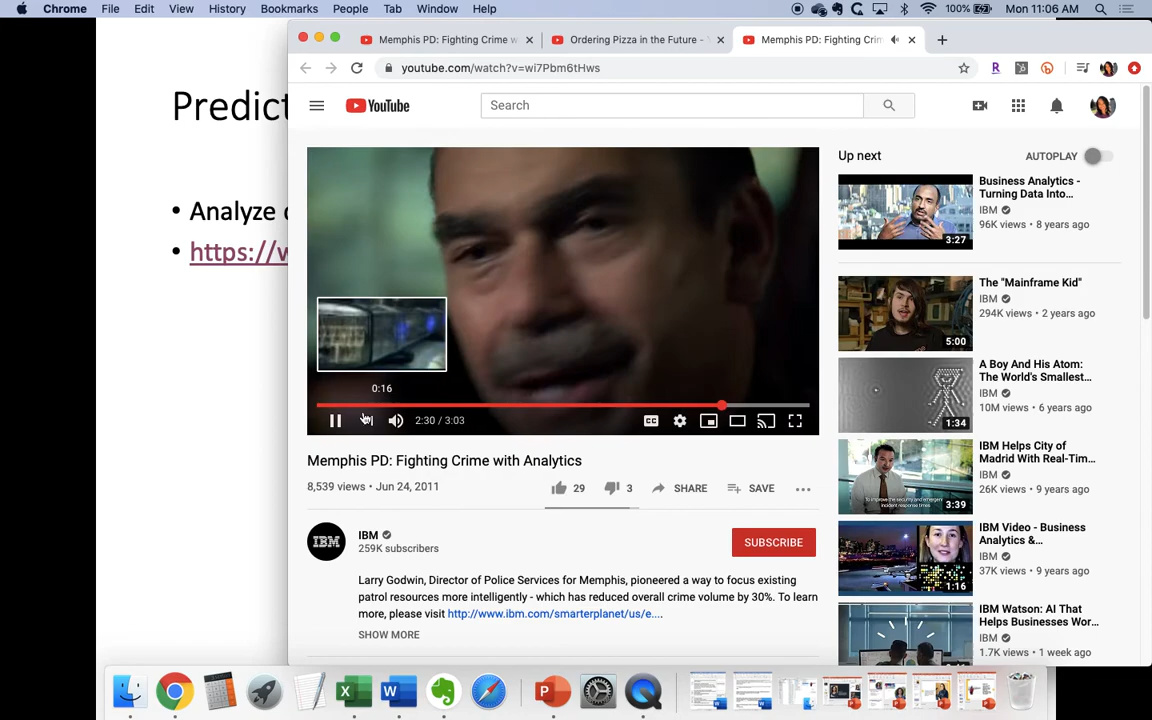 Chrome File Edit View History Bookmarks People Tab Window Help 100% Mon 11:06 AM
Memphis PD: Fighting Crime w
Ordering Pizza in the Future -
Memphis PD: Fighting Crim
youtube.com/watch?v=wi7Pbm6tHws
Predict
YouTube
Search
• Analyze
• https://w
Up next
AUTOPLAY
Business Analytics -
Turning Data Into...
IBM
96K views • 8 years ago
3:27
The "Mainframe Kid"
IBM
294K views • 2 years ago
5:00
A Boy And His Atom:
The World's Smallest...
IBM
10M views • 6 years ago
1:34
IBM Helps City of
Madrid With Real-Tim...
IBM
26K views • 9 years ago
3:39
IBM Video - Business
Analytics &...
IBM
37K views • 9 years ago
1:16
IBM Watson: AI That
Helps Businesses Wor...
IBM
1.7K views • 1 week ago
0:16
2:30 / 3:03
CC
Memphis PD: Fighting Crime with Analytics
8,539 views • Jun 24, 2011
29
3
SHARE
SAVE
IBM
IBM
259K subscribers
SUBSCRIBE
Larry Godwin, Director of Police Services for Memphis, pioneered a way to focus existing
patrol resources more intelligently - which has reduced overall crime volume by 30%. To learn
more, please visit http://www.ibm.com/smarterplanet/us/e....
SHOW MORE